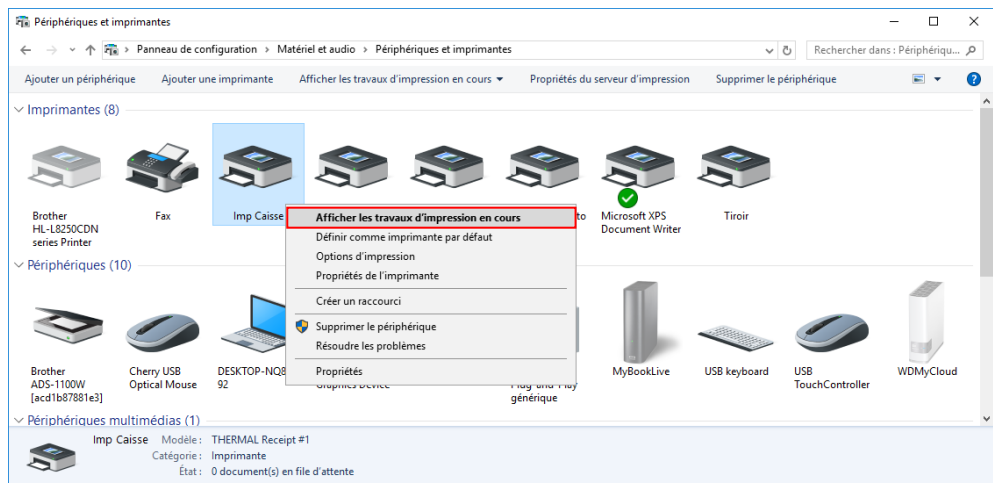 Périphériques et imprimantes
Panneau de configuration > Matériel et audio > Périphériques et imprimantes
Rechercher dans : Périphériqu...
Ajouter un périphérique Ajouter une imprimante Afficher les travaux d'impression en cours Propriétés du serveur d'impression Supprimer le périphérique
Imprimantes (8)
Brother
HL-L8250CDN
series Printer
Fax
Imp Caisse
to
Microsoft XPS
Document Writer
Tiroir
Afficher les travaux d'impression en cours
Définir comme imprimante par défaut
Options d'impression
Propriétés de l'imprimante
Créer un raccourci
Supprimer le périphérique
Résoudre les problèmes
Propriétés
Périphériques (10)
Brother
ADS-1100W
[acd1b87881e3]
Cherry USB
Optical Mouse
DESKTOP-NQ8
92
Graphics Device
Plug-and-Play
générique
MyBookLive
USB keyboard
USB
TouchController
WDMyCloud
Périphériques multimédias (1)
Imp Caisse Modèle : THERMAL Receipt #1
Catégorie : Imprimante
État : 0 document(s) en file d'attente